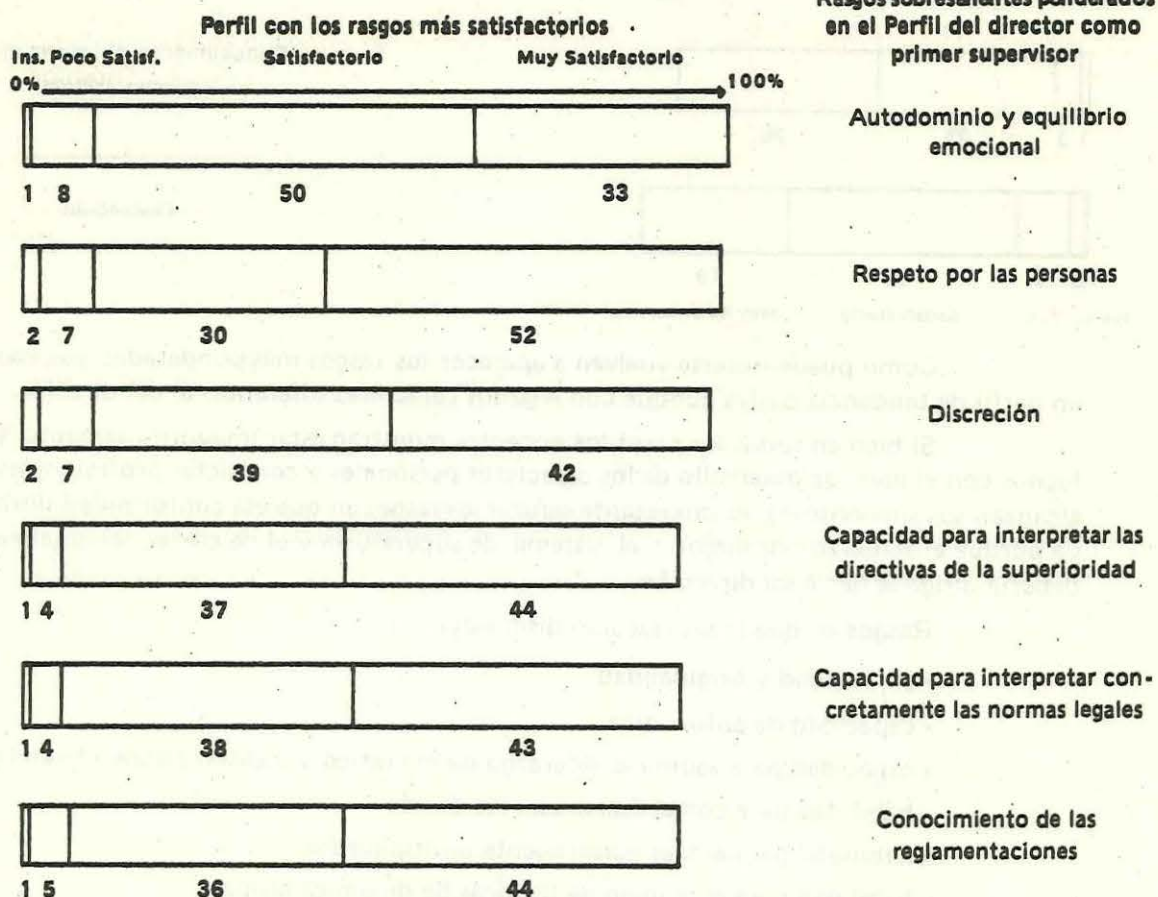 Rasgos sobresalientes ponderados
Perfil con los rasgos más satisfactorios
en el Perfil del director como
primer supervisor
Ins. Poco Satisf. Satisfactorio Muy Satisfactorio
0% 100%
Autodominio y equilibrio
emocional
1 8 50 33
Respeto por las personas
2 7 30 52
Discreción
2 7 39 42
Capacidad para interpretar las
directivas de la superioridad
1 4 37 44
Capacidad para interpretar con-
cretamente las normas legales
1 4 38 43
Conocimiento de las
reglamentaciones
1 5 36 44